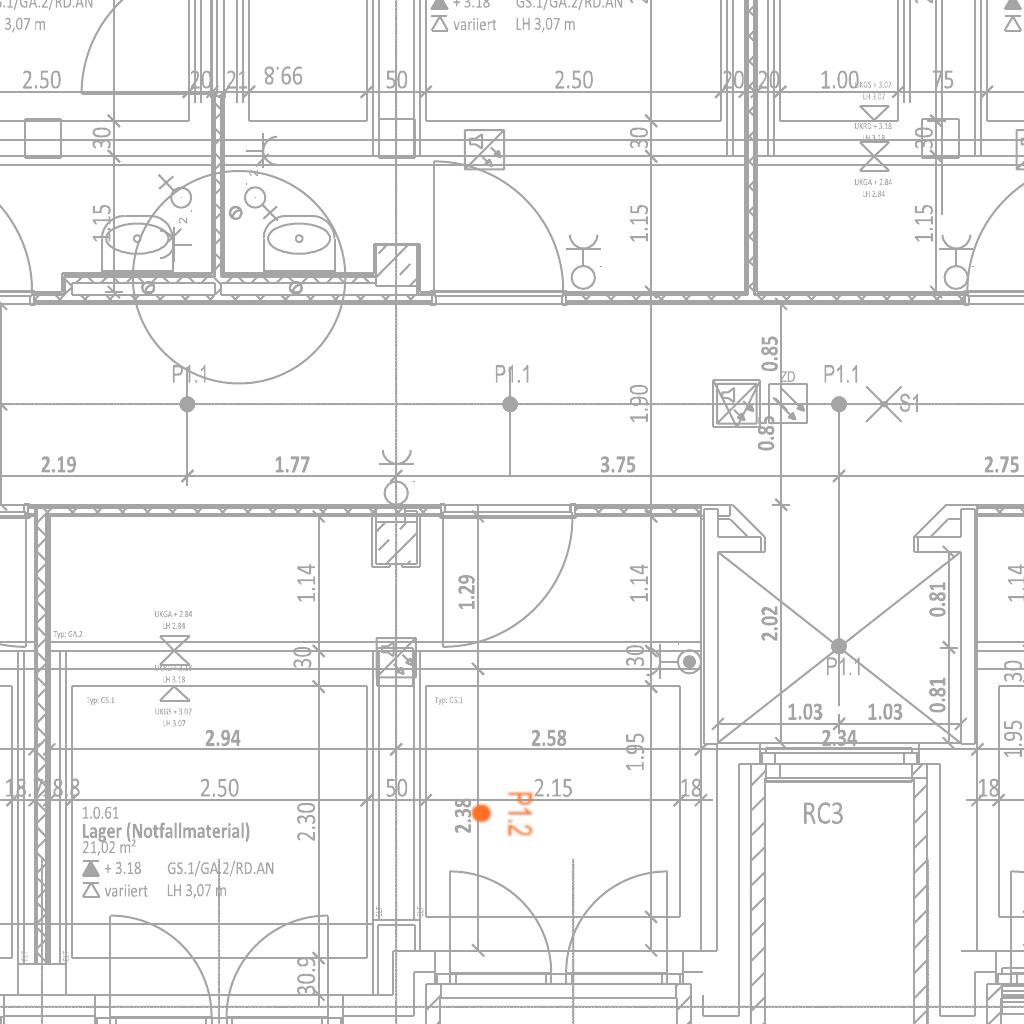 + 3.18 GS.1/GA.2/RD.AN
GS.1/GA.2/RD.AN
3,07 m
variiert LH 3,07 m
2.50
20
21
8.66
50
2.50
20
20
1.00
75
UKGS + 3.07
LH 3.07
UKRD + 3.18
LH 3.18
UKGA + 2.84
LH 2.84
30
30
30
1.15
1.15
1.15
P1.1
P1.1
ZD
P1.1
S1
0.85
0.85
1.90
2.19
1.77
3.75
2.75
1.14
1.29
1.14
2.02
0.81
1.14
UKGA + 2.84
LH 2.84
Typ: GA.2
30
30
30
UKRD + 3.18
LH 3.18
UKGS + 3.07
LH 3.07
Typ: GS.1
Typ: GS.1
P1.1
0.81
1.03
1.03
2.34
2.94
2.58
1.95
1.95
18.8
2.50
50
2.15
18
18
2.30
2.38
P1.2
RC3
1.0.61
Lager (Notfallmaterial)
21,02 m²
+ 3.18 GS.1/GA.2/RD.AN
variiert LH 3,07 m
30.9